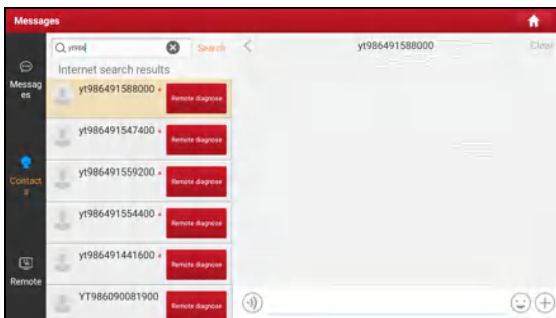 Messages
yt986
Search
yt986491588000
Clear
Internet search results
Messag
es
yt986491588000
Remote diagnose
yt986491547400
Remote diagnose
Contact
s
yt986491559200
Remote diagnose
yt986491554400
Remote diagnose
yt986491441600
Remote diagnose
Remote
YT986090081900
Remote diagnose